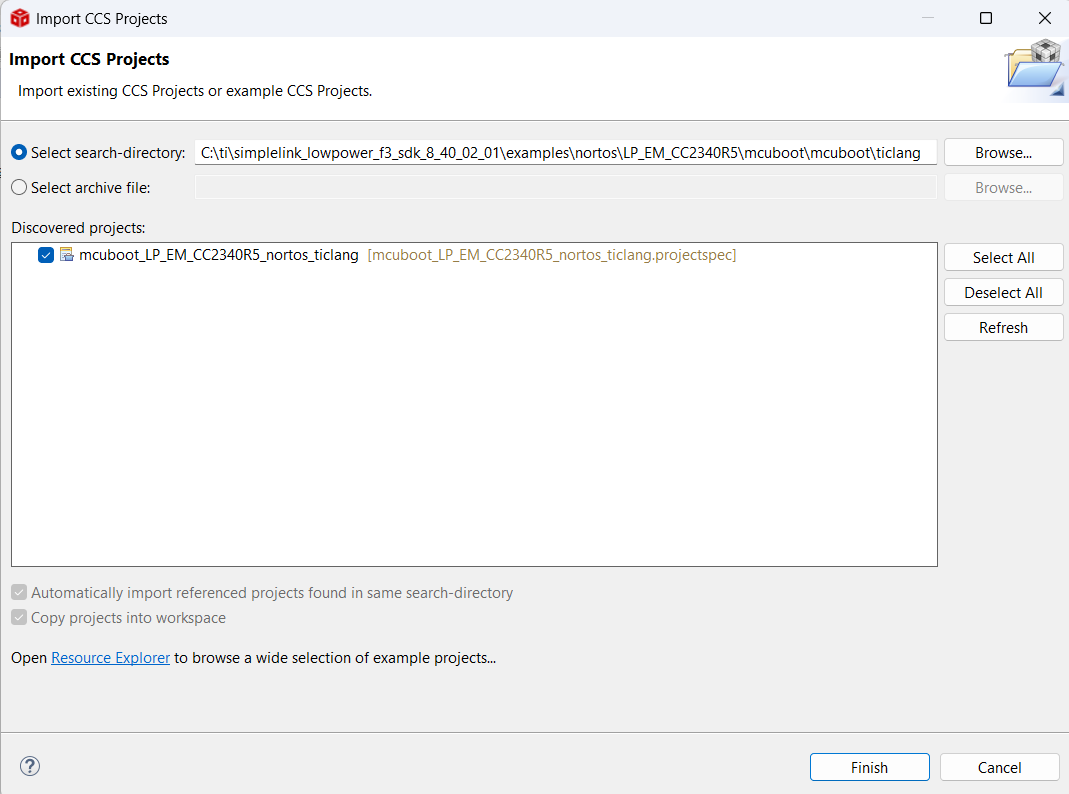 Import CCS Projects
Import CCS Projects
Import existing CCS Projects or example CCS Projects.
Select search-directory: C:\ti\simplelink_lowpower_f3_sdk_8_40_02_01\examples\nortos\LP_EM_CC2340R5\mcuboot\mcuboot\ticlang Browse...
Select archive file: Browse...
Discovered projects:
mcuboot_LP_EM_CC2340R5_nortos_ticlang [mcuboot_LP_EM_CC2340R5_nortos_ticlang.projectspec]
Select All
Deselect All
Refresh
Automatically import referenced projects found in same search-directory
Copy projects into workspace
Open Resource Explorer to browse a wide selection of example projects...
? Finish Cancel